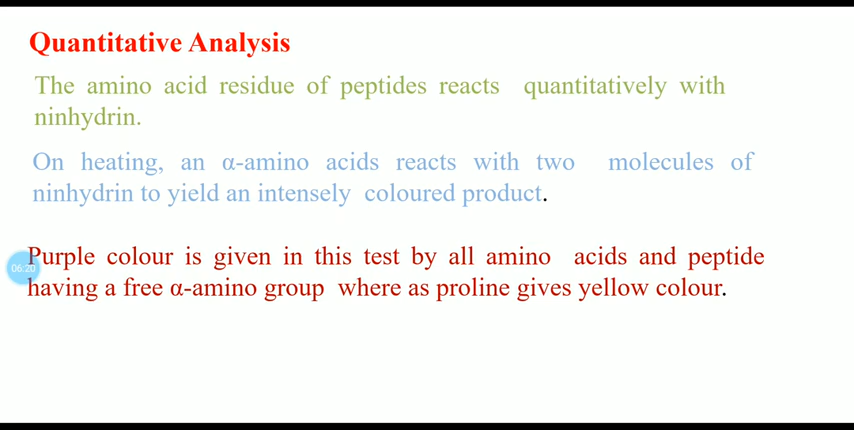 Quantitative Analysis
The amino acid residue of peptides reacts quantitatively with
ninhydrin.
On heating, an α-amino acids reacts with two molecules of
ninhydrin to yield an intensely coloured product.
Purple colour is given in this test by all amino acids and peptide
06:20
having a free α-amino group where as proline gives yellow colour.